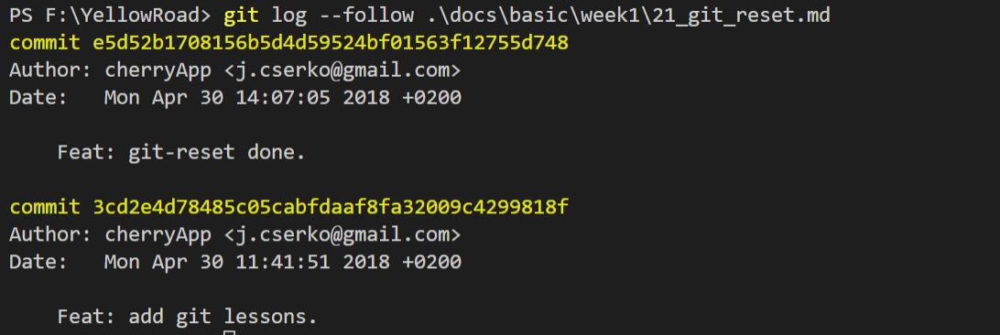 PS F:\YellowRoad> git log --follow .\docs\basic\week1\21_git_reset.md
commit e5d52b1708156b5d4d59524bf01563f12755d748
Author: cherryApp <j.cserko@gmail.com>
Date:   Mon Apr 30 14:07:05 2018 +0200
    Feat: git-reset done.
commit 3cd2e4d78485c05cabfdaaf8fa32009c4299818f
Author: cherryApp <j.cserko@gmail.com>
Date:   Mon Apr 30 11:41:51 2018 +0200
    Feat: add git lessons.